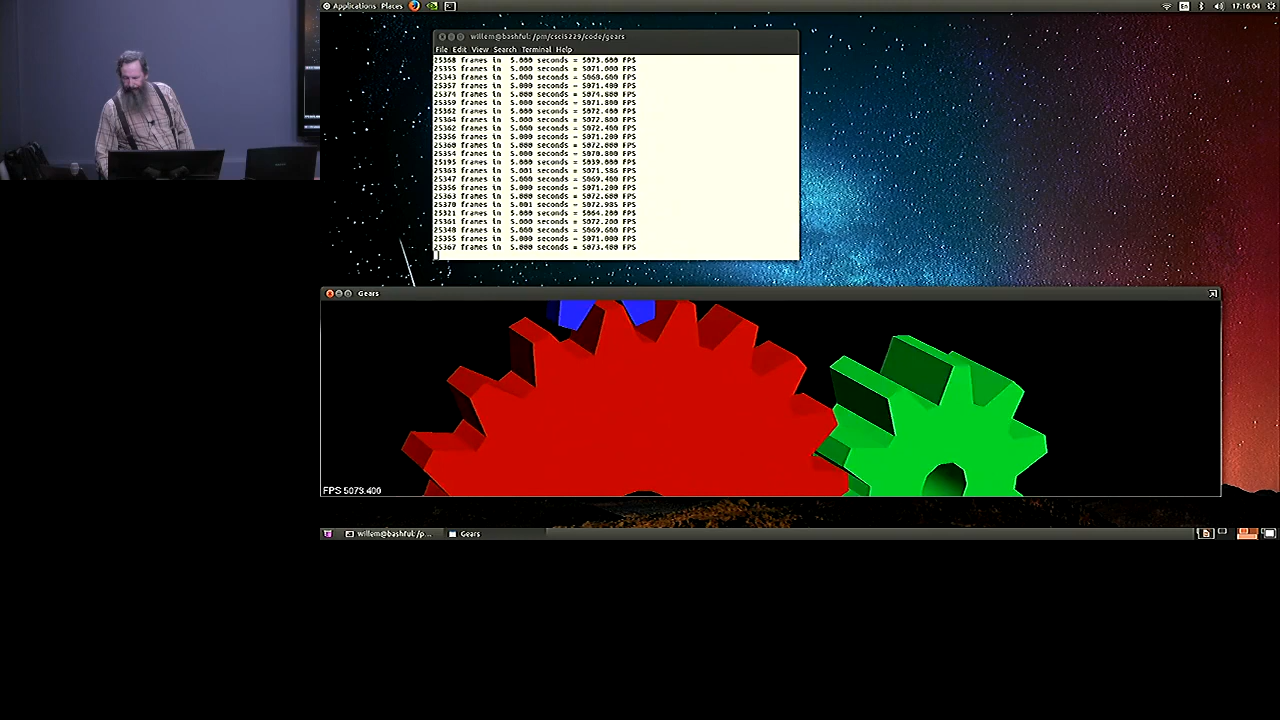 Applications Places En 17:16:04
willem@bashful: /pm/csci5229/code/gears
File Edit View Search Terminal Help
25368 frames in 5.000 seconds = 5073.600 FPS
25355 frames in 5.000 seconds = 5071.000 FPS
25343 frames in 5.000 seconds = 5068.600 FPS
25357 frames in 5.000 seconds = 5071.400 FPS
25374 frames in 5.000 seconds = 5074.800 FPS
25359 frames in 5.000 seconds = 5071.800 FPS
25362 frames in 5.000 seconds = 5072.400 FPS
25364 frames in 5.000 seconds = 5072.800 FPS
25362 frames in 5.000 seconds = 5072.400 FPS
25356 frames in 5.000 seconds = 5071.200 FPS
25360 frames in 5.000 seconds = 5072.000 FPS
25354 frames in 5.000 seconds = 5070.800 FPS
25195 frames in 5.000 seconds = 5039.000 FPS
25363 frames in 5.001 seconds = 5071.586 FPS
25347 frames in 5.000 seconds = 5069.400 FPS
25356 frames in 5.000 seconds = 5071.200 FPS
25363 frames in 5.000 seconds = 5072.600 FPS
25370 frames in 5.001 seconds = 5072.985 FPS
25321 frames in 5.000 seconds = 5064.200 FPS
25361 frames in 5.000 seconds = 5072.200 FPS
25348 frames in 5.000 seconds = 5069.600 FPS
25355 frames in 5.000 seconds = 5071.000 FPS
25367 frames in 5.000 seconds = 5073.400 FPS
Gears
FPS 5073.400
willem@bashful: /p... Gears